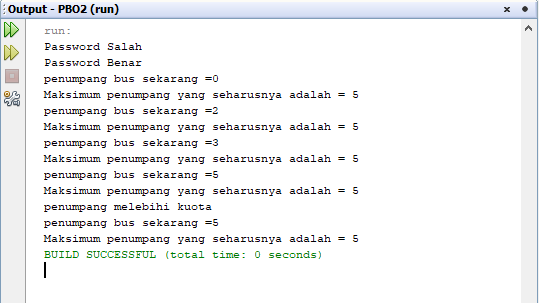 Output - PBO2 (run)
run:
Password Salah
Password Benar
penumpang bus sekarang =0
Maksimum penumpang yang seharusnya adalah = 5
penumpang bus sekarang =2
Maksimum penumpang yang seharusnya adalah = 5
penumpang bus sekarang =3
Maksimum penumpang yang seharusnya adalah = 5
penumpang bus sekarang =5
Maksimum penumpang yang seharusnya adalah = 5
penumpang melebihi kuota
penumpang bus sekarang =5
Maksimum penumpang yang seharusnya adalah = 5
BUILD SUCCESSFUL (total time: 0 seconds)